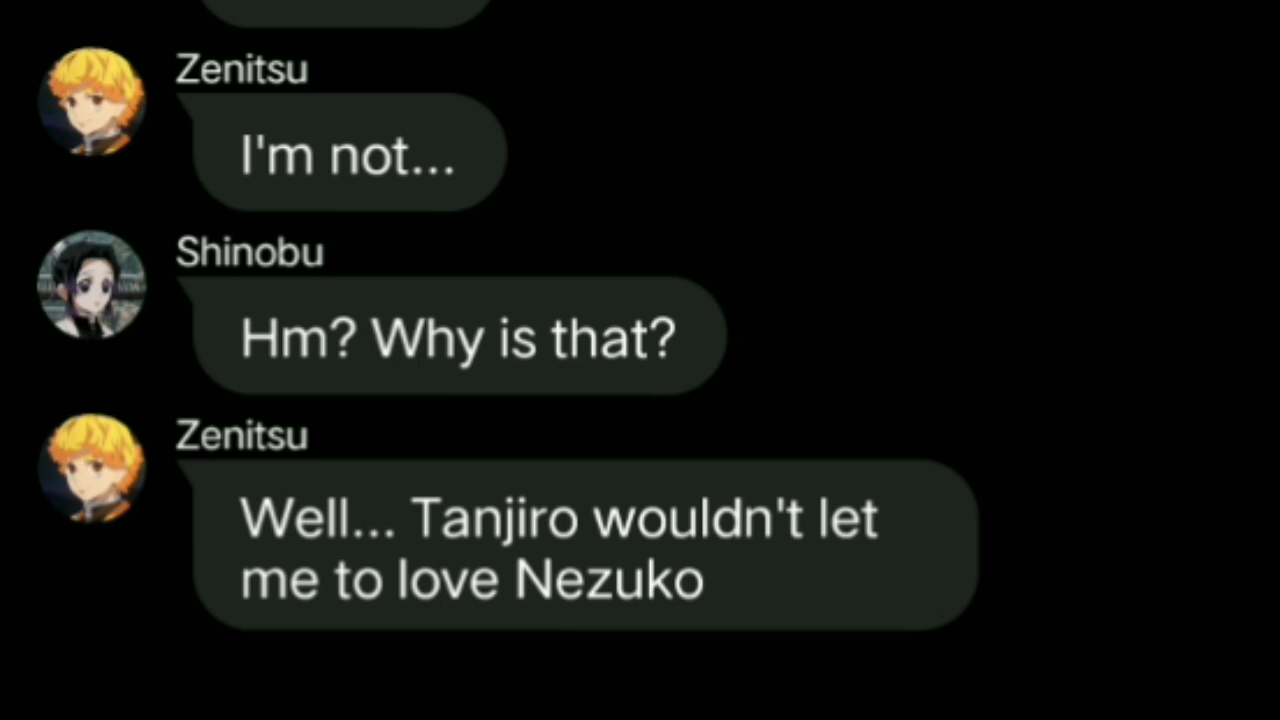 Zenitsu
I'm not...
Shinobu
Hm? Why is that?
Zenitsu
Well... Tanjiro wouldn't let
me to love Nezuko